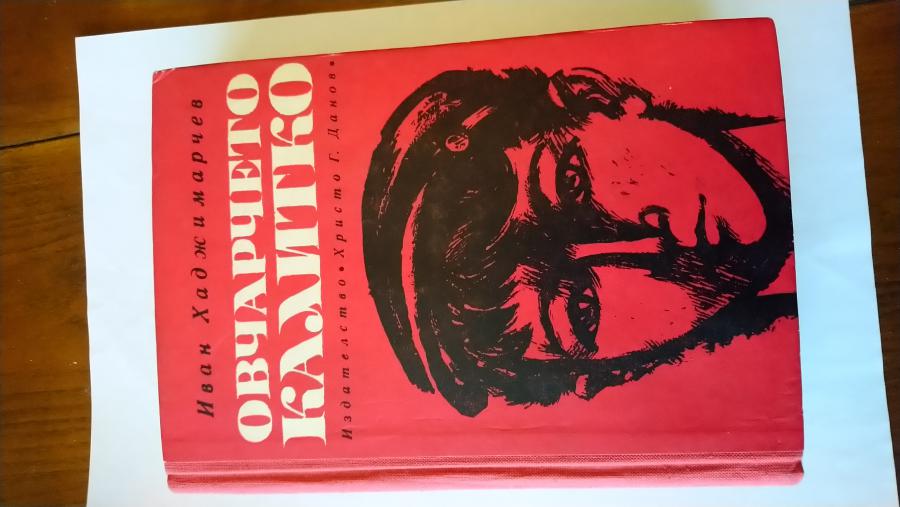 Иван Хаджимарчев
ОВЧАРЧЕТО
КАЛИТКО
Издателство • Христо Г. Данов •